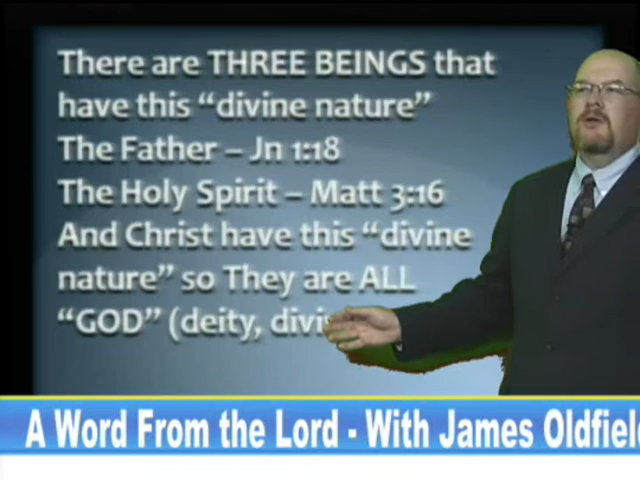 There are THREE BEINGS that
have this “divine nature”
The Father – Jn 1:18
The Holy Spirit – Matt 3:16
And Christ have this “divine
nature” so They are ALL
“GOD” (deity,
A Word From the Lord - With James